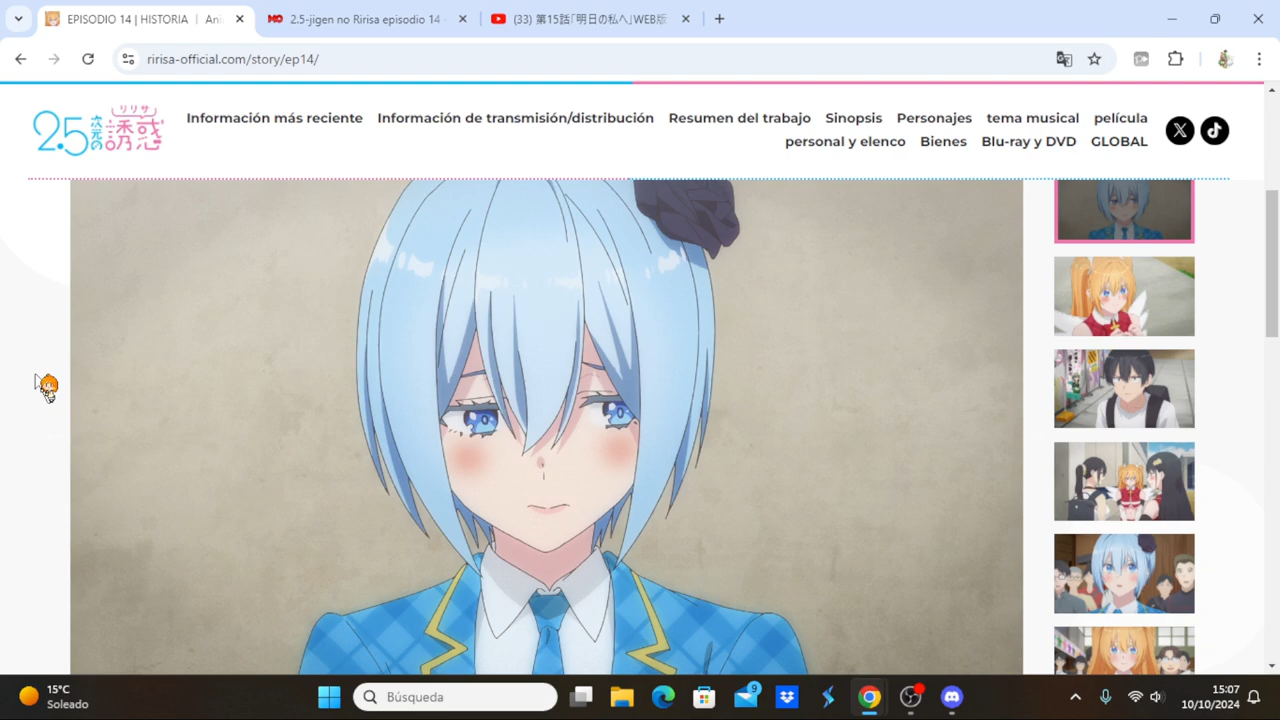 EPISODIO 14 | HISTORIA | Ani
2.5-jigen no Ririsa episodio 14
(33) 第15話「明日の私へ」WEB版
ririsa-official.com/story/ep14/
2.5次元の誘惑
リリサ
Información más reciente
Información de transmisión/distribución
Resumen del trabajo
Sinopsis
Personajes
tema musical
película
personal y elenco
Bienes
Blu-ray y DVD
GLOBAL
15°C
Soleado
Búsqueda
9
15:07
10/10/2024